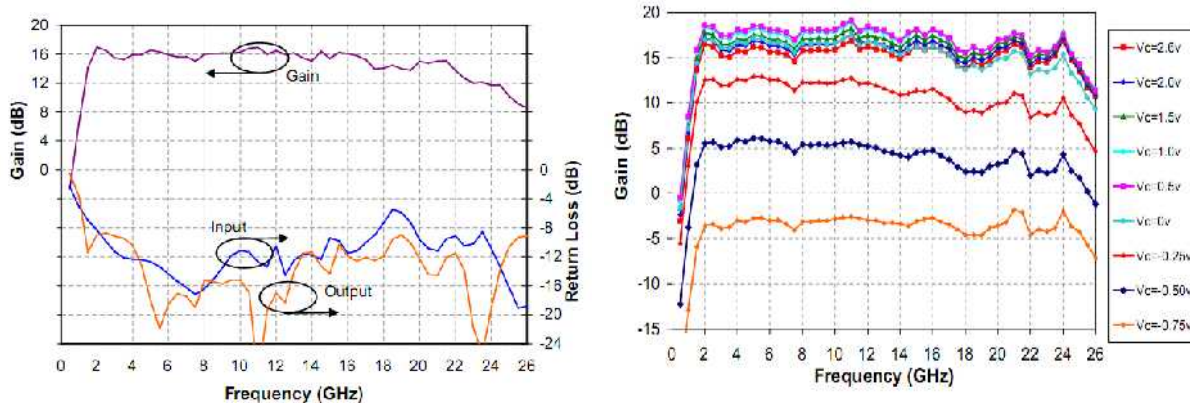 20
16
12
8
4
0
Gain (dB)
0
-4
-8
-12
-16
-20
-24
Return Loss (dB)
Gain
Input
Output
0 2 4 6 8 10 12 14 16 18 20 22 24 26
Frequency (GHz)
20
15
10
5
0
-5
-10
-15
Gain (dB)
0 2 4 6 8 10 12 14 16 18 20 22 24 26
Frequency (GHz)
Vc=2.6v
Vc=2.0v
Vc=1.5v
Vc=1.0v
Vc=0.5v
Vc=0v
Vc=-0.25v
Vc=-0.50v
Vc=-0.75v